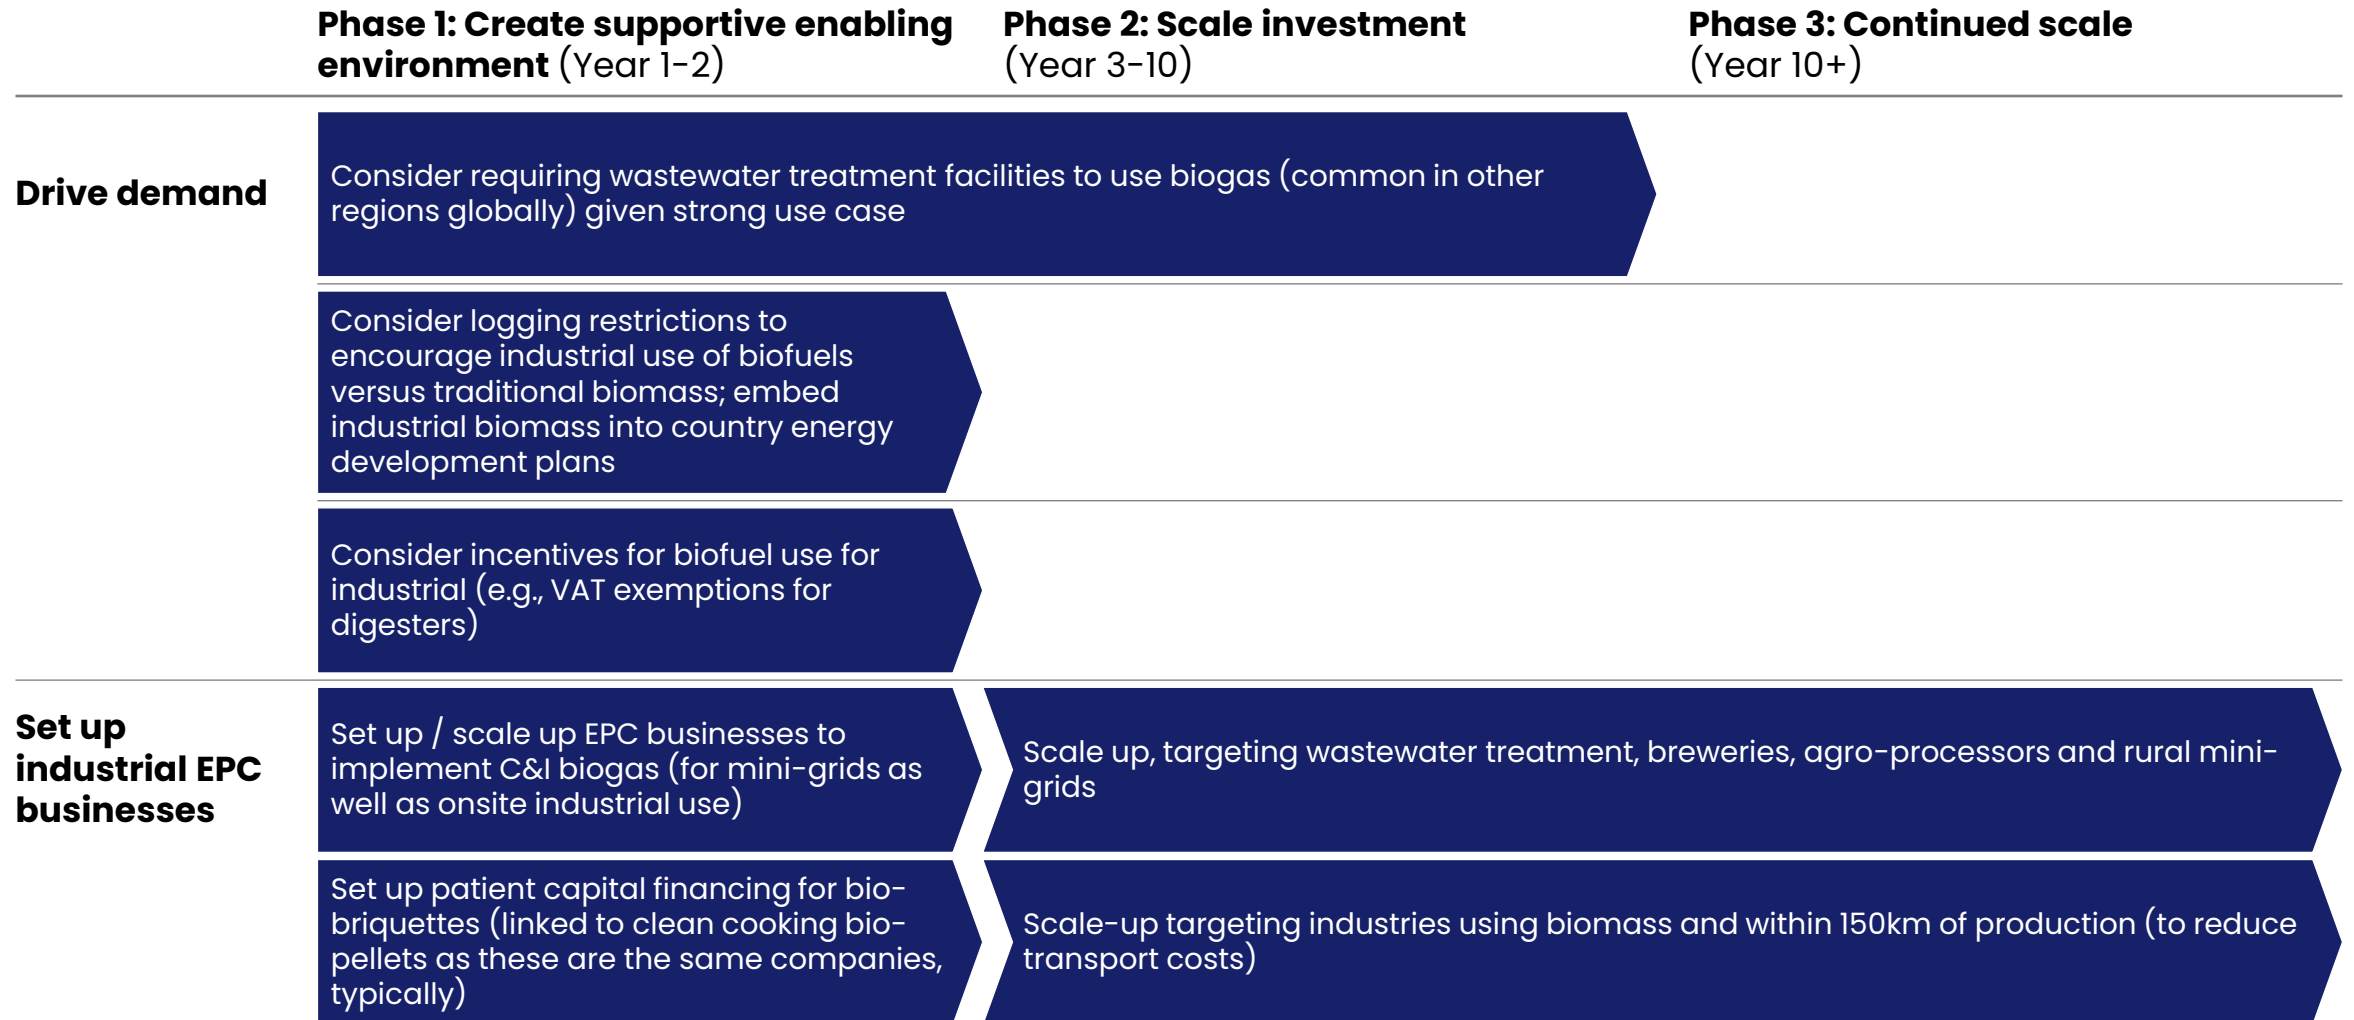 Phase 1: Create supportive enabling
environment (Year 1-2)
Phase 2: Scale investment
(Year 3-10)
Phase 3: Continued scale
(Year 10+)
Drive demand
Consider requiring wastewater treatment facilities to use biogas (common in other
regions globally) given strong use case
Consider logging restrictions to
encourage industrial use of biofuels
versus traditional biomass; embed
industrial biomass into country energy
development plans
Consider incentives for biofuel use for
industrial (e.g., VAT exemptions for
digesters)
Set up
industrial EPC
businesses
Set up / scale up EPC businesses to
implement C&I biogas (for mini-grids as
well as onsite industrial use)
Scale up, targeting wastewater treatment, breweries, agro-processors and rural mini-
grids
Set up patient capital financing for bio-
briquettes (linked to clean cooking bio-
pellets as these are the same companies,
typically)
Scale-up targeting industries using biomass and within 150km of production (to reduce
transport costs)